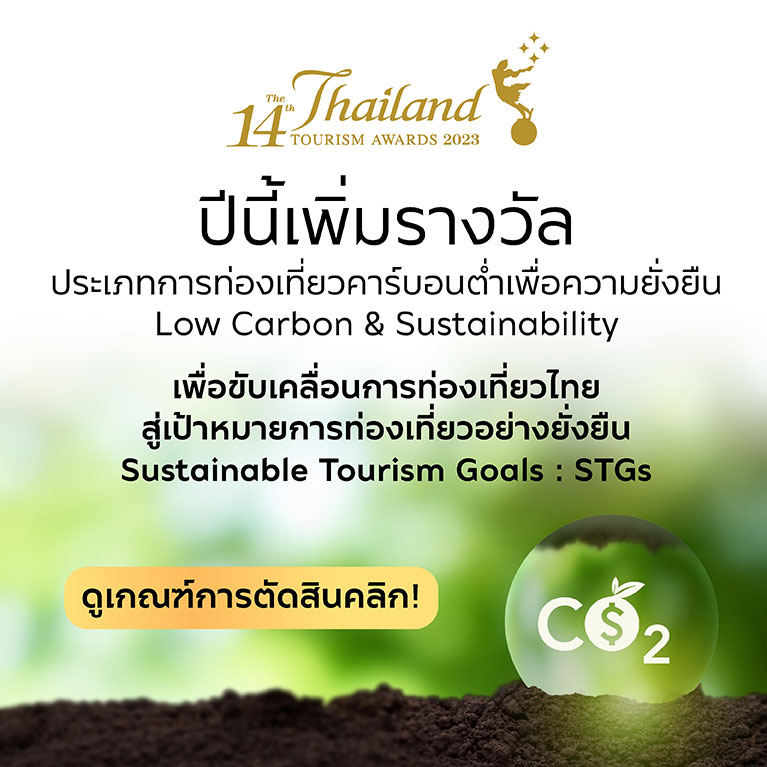 The 14th Thailand
TOURISM AWARDS 2023
ปีนี้เพิ่มรางวัล
ประเภทการท่องเที่ยวคาร์บอนต่ำเพื่อความยั่งยืน
Low Carbon & Sustainability
เพื่อขับเคลื่อนการท่องเที่ยวไทย
สู่เป้าหมายการท่องเที่ยวอย่างยั่งยืน
Sustainable Tourism Goals : STGs
ดูเกณฑ์การตัดสินคลิก!
CO$2